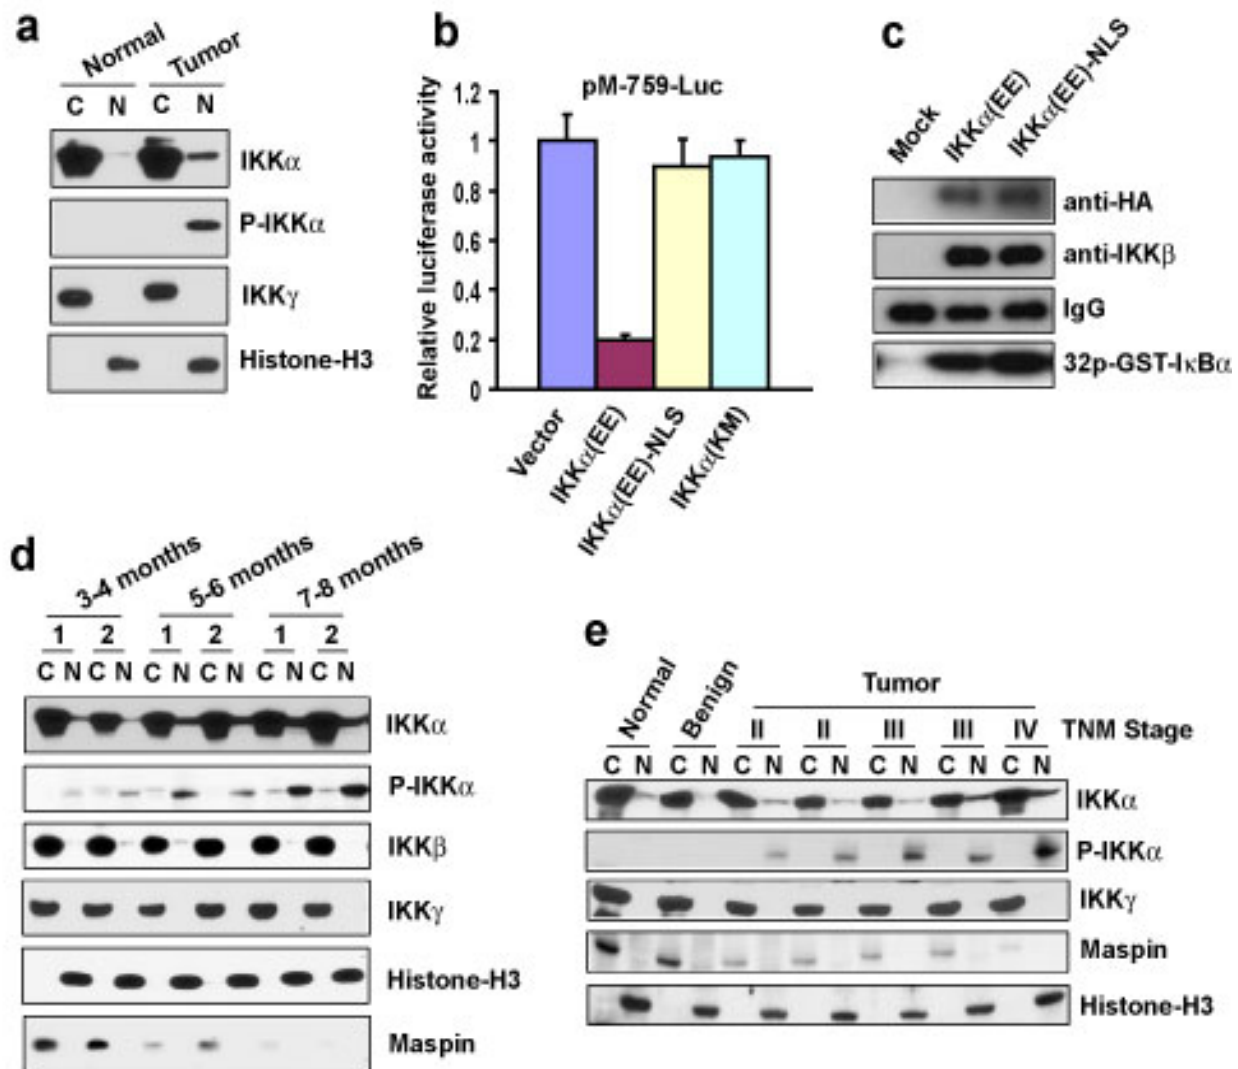 a
Normal Tumor
C N C N
IKKα
P-IKKα
IKKγ
Histone-H3
b
pM-759-Luc
Relative luciferase activity
1.2
1
0.8
0.6
0.4
0.2
0
Vector
IKKα(EE)
IKKα(EE)-NLS
IKKα(KM)
c
Mock
IKKα(EE)
IKKα(EE)-NLS
anti-HA
anti-IKKβ
IgG
32p-GST-IκBα
d
3-4 months 5-6 months 7-8 months
1 2 1 2 1 2
C N C N C N C N C N C N
IKKα
P-IKKα
IKKβ
IKKγ
Histone-H3
Maspin
e
Normal Benign Tumor
II II III III IV TNM Stage
C N C N C N C N C N C N C N
IKKα
P-IKKα
IKKγ
Maspin
Histone-H3